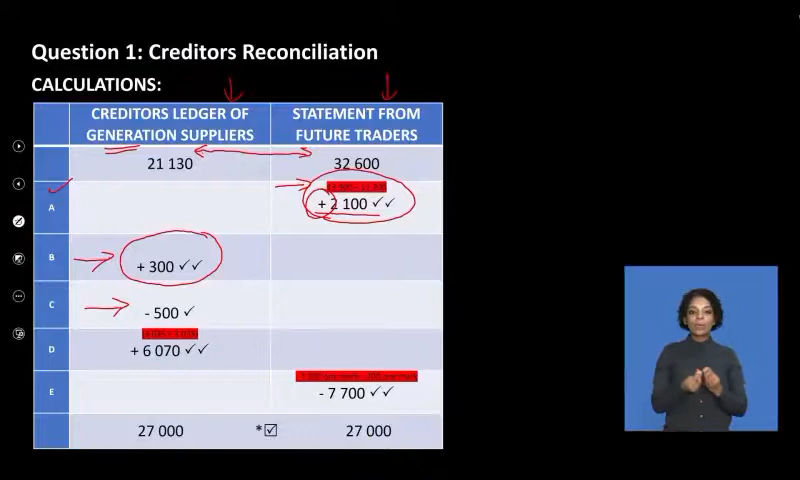 Question 1: Creditors Reconciliation
CALCULATIONS:
CREDITORS LEDGER OF GENERATION SUPPLIERS
STATEMENT FROM FUTURE TRADERS
21 130
32 600
A
+ 2 100 ✓✓
B
+ 300 ✓✓
C
- 500 ✓
D
+ 6 070 ✓✓
E
- 7 700 ✓✓
27 000
*☑
27 000